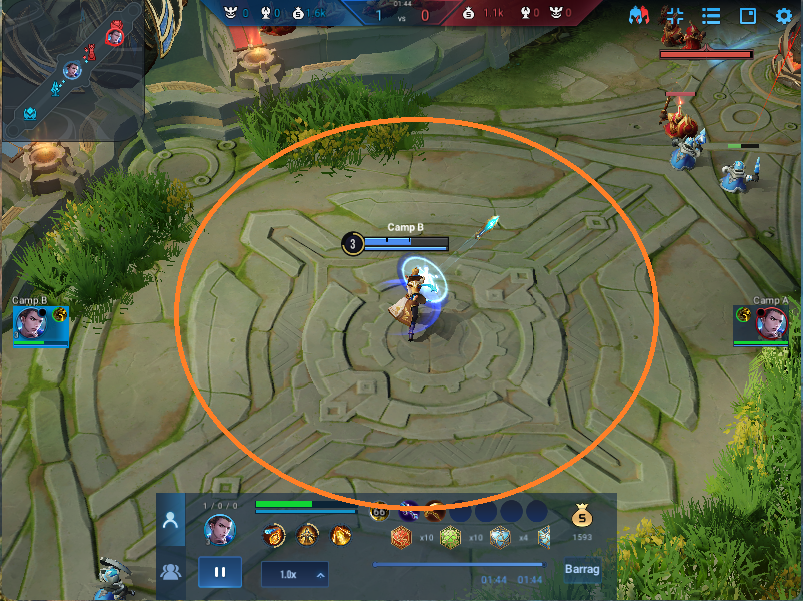 0 0 1.6k 1 01:44 vs 0 1.1k 0 0
Camp B
3
Camp B
Camp A
1 / 0 / 0
66
x10 x10 x4
1593
1.0x
01:44 01:44
Barrag